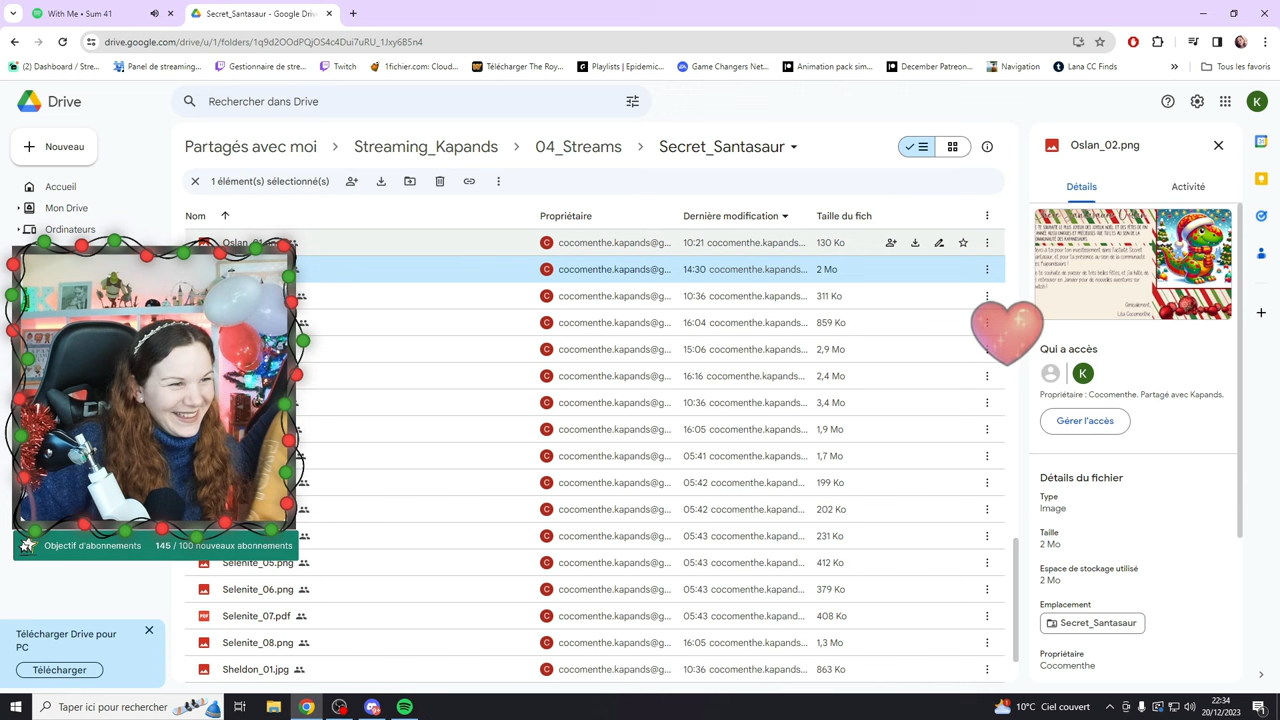 With Me • Sum 41
Secret_Santasaur - Google Drive
drive.google.com/drive/u/1/folders/1q9d2OOdPQjOS4c4Dui7uRU_1Jxy6B5n4
(2) Dashboard / Stre...
Panel de streaming...
Gestionnaire de stre...
Twitch
1fichier.com: Cloud...
Télécharger The Roy...
Playlists | Epidemic...
Game Changers Net...
Animation pack sim...
December Patreon...
Navigation
Lana CC Finds
»
Tous les favoris
Drive
Rechercher dans Drive
K
Nouveau
Partagés avec moi > Streaming_Kapands > 04_Streams > Secret_Santasaur
Oslan_02.png
1 élément(s) sélectionné(s)
Détails
Activité
Accueil
Mon Drive
Ordinateurs
Nom
Propriétaire
Dernière modification
Taille du fich
cocomenthe.kapands@g... 10:21 cocomenthe.kapands... 130 Ko
cocomenthe.kapands@g... 14:30 cocomenthe.kapands... 2 Mo
cocomenthe.kapands@g... 10:36 cocomenthe.kapands... 311 Ko
cocomenthe.kapands@g... 16:04 cocomenthe.kapands... 859 Ko
cocomenthe.kapands@g... 15:06 cocomenthe.kapands... 2,9 Mo
cocomenthe.kapands@g... 16:16 cocomenthe.kapands... 2,4 Mo
cocomenthe.kapands@g... 10:36 cocomenthe.kapands... 3,4 Mo
cocomenthe.kapands@g... 16:05 cocomenthe.kapands... 1,9 Mo
cocomenthe.kapands@g... 05:41 cocomenthe.kapand... 1,7 Mo
cocomenthe.kapands@g... 05:42 cocomenthe.kapand... 199 Ko
cocomenthe.kapands@g... 05:42 cocomenthe.kapand... 202 Ko
cocomenthe.kapands@g... 05:43 cocomenthe.kapand... 231 Ko
Selenite_05.png cocomenthe.kapands@g... 05:43 cocomenthe.kapand... 412 Ko
Selenite_06.png cocomenthe.kapands@g... 05:43 cocomenthe.kapand... 379 Ko
Selenite_07.pdf cocomenthe.kapands@g... 05:43 cocomenthe.kapand... 408 Ko
Selenite_08.png cocomenthe.kapands@g... 16:05 cocomenthe.kapands... 1,3 Mo
Sheldon_01.jpg cocomenthe.kapands@g... 10:36 cocomenthe.kapands... 863 Ko
Objectif d'abonnements
145 / 100 nouveaux abonnements
Télécharger Drive pour
PC
Télécharger
Amicalement,
Léa Cocomenthe.
Qui a accès
K
Propriétaire : Cocomenthe. Partagé avec Kapands.
Gérer l'accès
Détails du fichier
Type
Image
Taille
2 Mo
Espace de stockage utilisé
2 Mo
Emplacement
Secret_Santasaur
Propriétaire
Cocomenthe
Taper ici pour rechercher
10°C Ciel couvert
22:34
20/12/2023